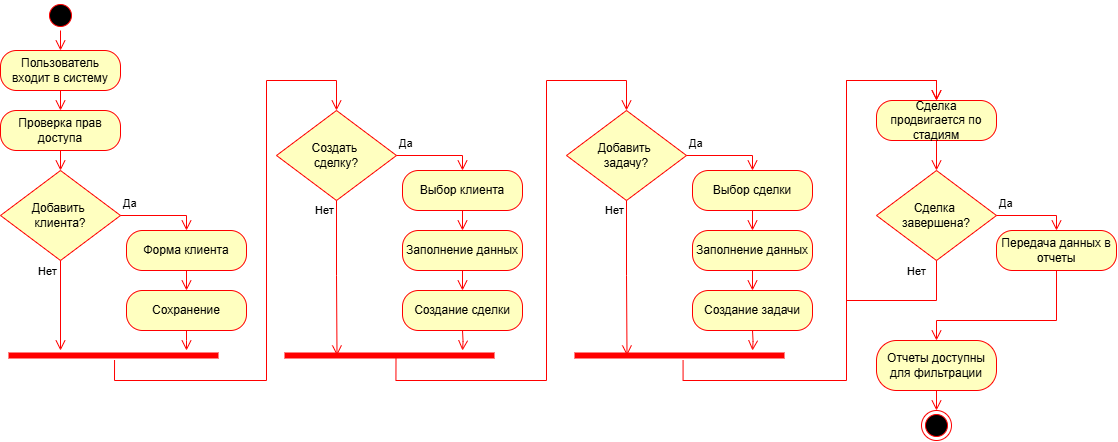 Пользователь
входит в систему
Проверка прав
доступа
Добавить
клиента?
Да
Нет
Форма клиента
Сохранение
Создать
сделку?
Да
Нет
Выбор клиента
Заполнение данных
Создание сделки
Добавить
задачу?
Да
Нет
Выбор сделки
Заполнение данных
Создание задачи
Сделка
продвигается по
стадиям
Сделка
завершена?
Да
Нет
Передача данных в
отчеты
Отчеты доступны
для фильтрации